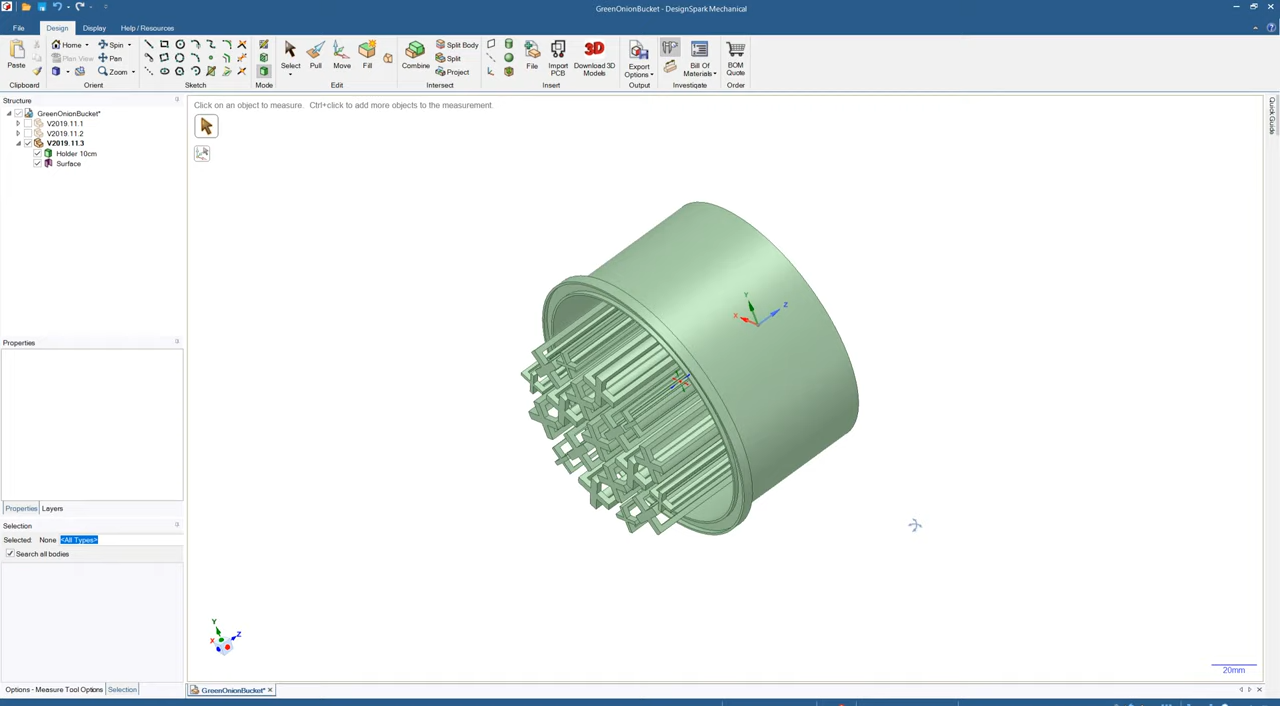 GreenOnionBucket - DesignSpark Mechanical
File Design Display Help / Resources
Paste
Clipboard
Home Spin
Plan View Pan
Zoom
Orient
Sketch
Mode
Select Pull Move Fill
Edit
Combine Split Body
Split
Project
Intersect
File Import PCB Download 3D Models
Insert
Export Options
Output
Bill Of Materials
Investigate
BOM Quote
Order
Structure
GreenOnionBucket*
V2019.11.1
V2019.11.2
V2019.11.3
Holder 10cm
Surface
Properties
Properties Layers
Selection
Selected: None <All Types>
Search all bodies
Options - Measure Tool Options Selection
Click on an object to measure. Ctrl+click to add more objects to the measurement.
Quick Guide
Y
X
Z
Y
X
Z
20mm
GreenOnionBucket*